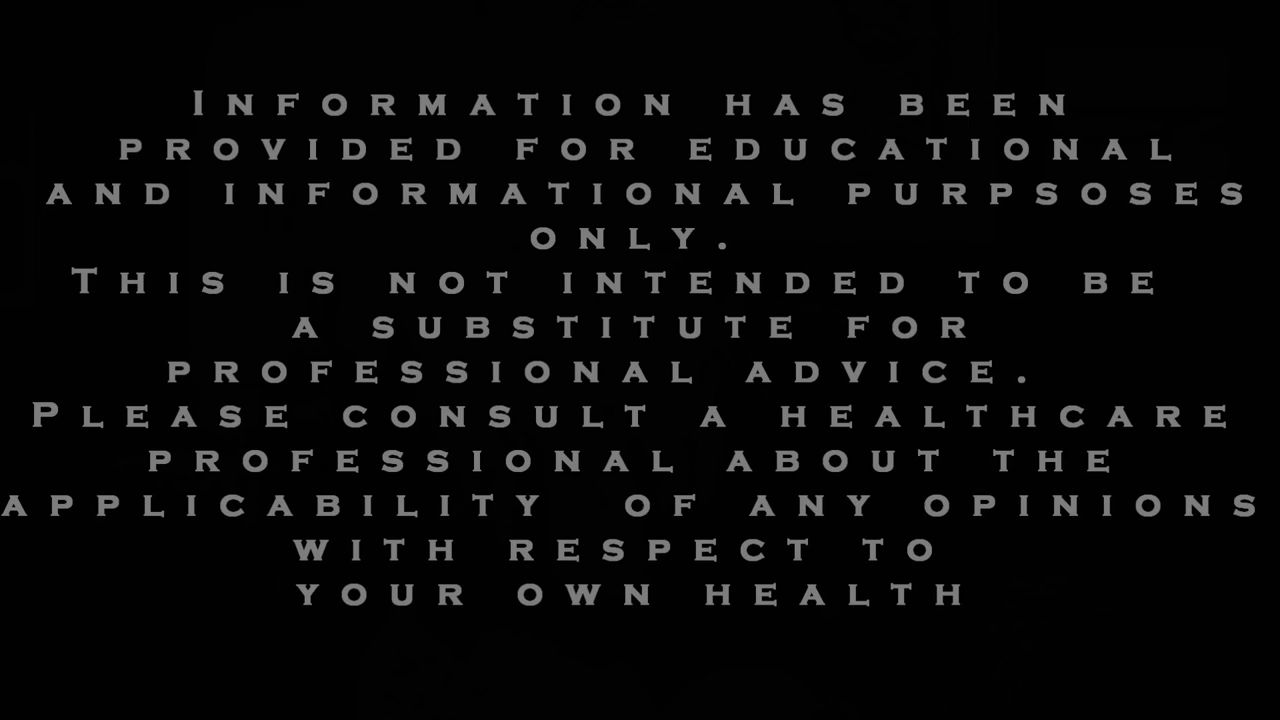 Information has been
provided for educational
and informational purpsoses
only.
This is not intended to be
a substitute for
professional advice.
Please consult a healthcare
professional about the
applicability of any opinions
with respect to
your own health